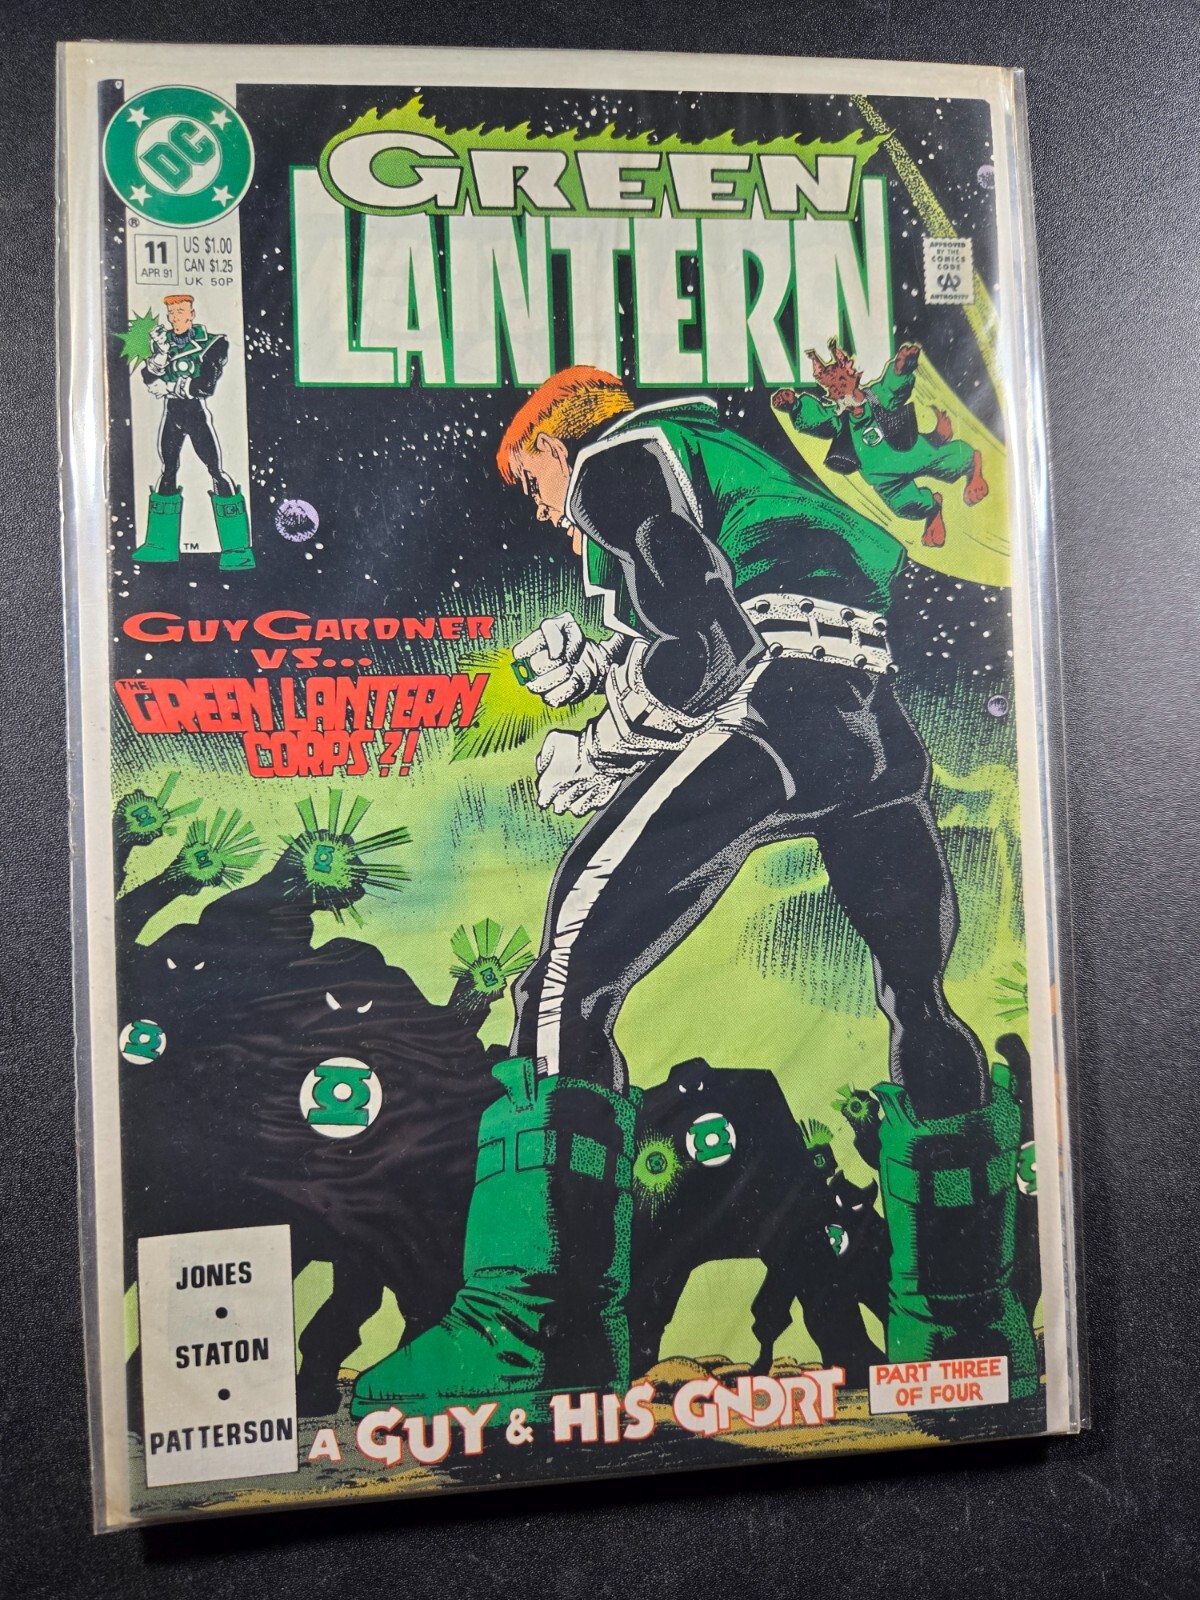 DC
®
11
APR 91
US $1.00
CAN $1.25
UK 50P
GREEN
LANTERN
APPROVED
BY THE
COMICS
CODE
CA
AUTHORITY
TM
GUY GARDNER
VS...
THE
GREEN LANTERN
CORPS?!
JONES
•
STATON
•
PATTERSON
A GUY & HIS GNORT
PART THREE
OF FOUR